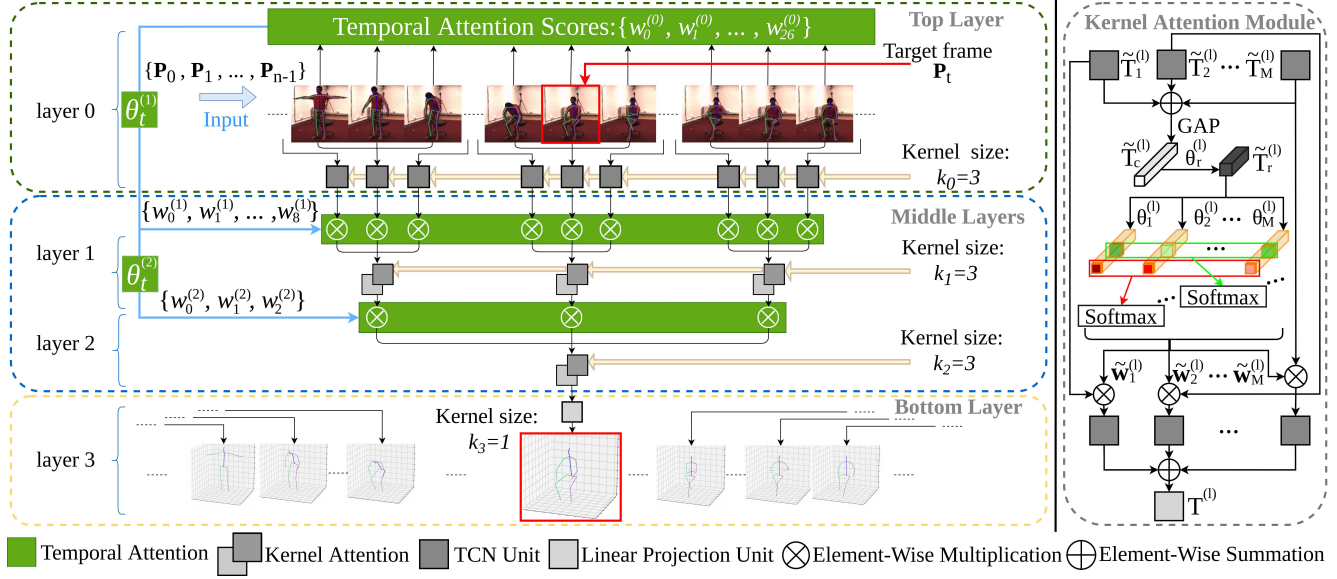 Temporal Attention Scores:{w₀⁽⁰⁾, w₁⁽⁰⁾, ... , w₂₆⁽⁰⁾}
Top Layer
{P₀ , P₁ , ... , Pₙ₋₁}
Target frame
Pₜ
layer 0
θₜ⁽¹⁾
Input
Kernel size:
k₀=3
{w₀⁽¹⁾, w₁⁽¹⁾, ... ,w₈⁽¹⁾}
Middle Layers
layer 1
θₜ⁽²⁾
Kernel size:
k₁=3
{w₀⁽²⁾, w₁⁽²⁾, w₂⁽²⁾}
layer 2
Kernel size:
k₂=3
Bottom Layer
Kernel size:
k₃=1
layer 3
Kernel Attention Module
T̃₁⁽ˡ⁾ T̃₂⁽ˡ⁾ ... T̃_M⁽ˡ⁾
GAP
T̃_c⁽ˡ⁾ θᵣ⁽ˡ⁾ T̃ᵣ⁽ˡ⁾
θ₁⁽ˡ⁾ θ₂⁽ˡ⁾ ... θ_M⁽ˡ⁾
...
... Softmax ...
Softmax
w̃₁⁽ˡ⁾ w̃₂⁽ˡ⁾ ... w̃_M⁽ˡ⁾
...
T⁽ˡ⁾
Temporal Attention Kernel Attention TCN Unit Linear Projection Unit Element-Wise Multiplication Element-Wise Summation